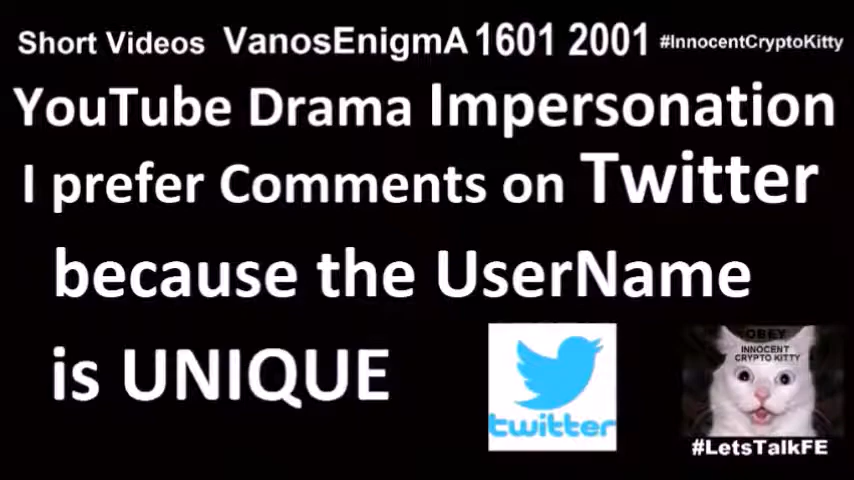 Short Videos VanosEnigmA 1601 2001 #InnocentCryptoKitty
YouTube Drama Impersonation
I prefer Comments on Twitter
because the UserName
is UNIQUE
twitter
OBEY
INNOCENT
CRYPTO KITTY
#LetsTalkFE